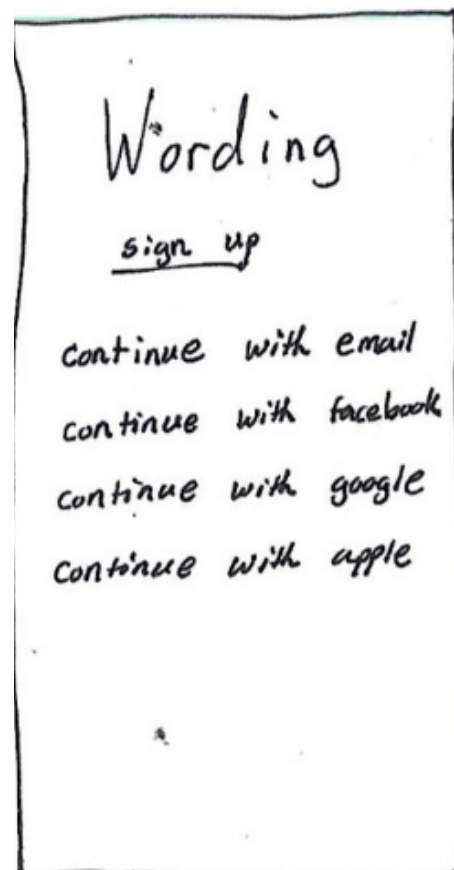 Wording
sign up
continue with email
continue with facebook
continue with google
continue with apple